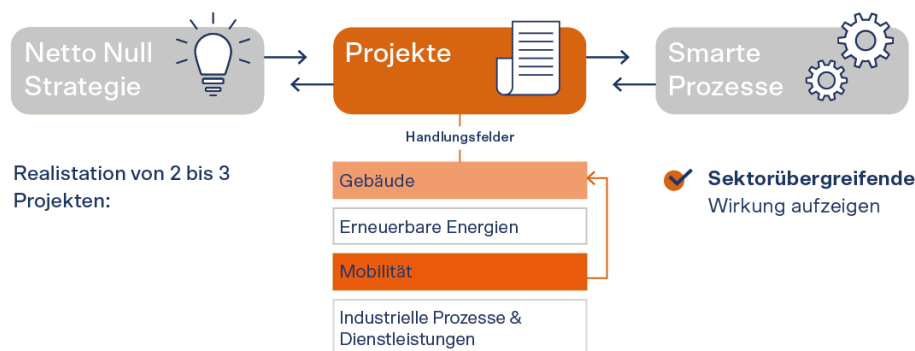 Netto Null
Strategie
Projekte
Smarte
Prozesse
Handlungsfelder
Realistation von 2 bis 3
Projekten:
Gebäude
Erneuerbare Energien
Mobilität
Industrielle Prozesse &
Dienstleistungen
Sektorübergreifende
Wirkung aufzeigen